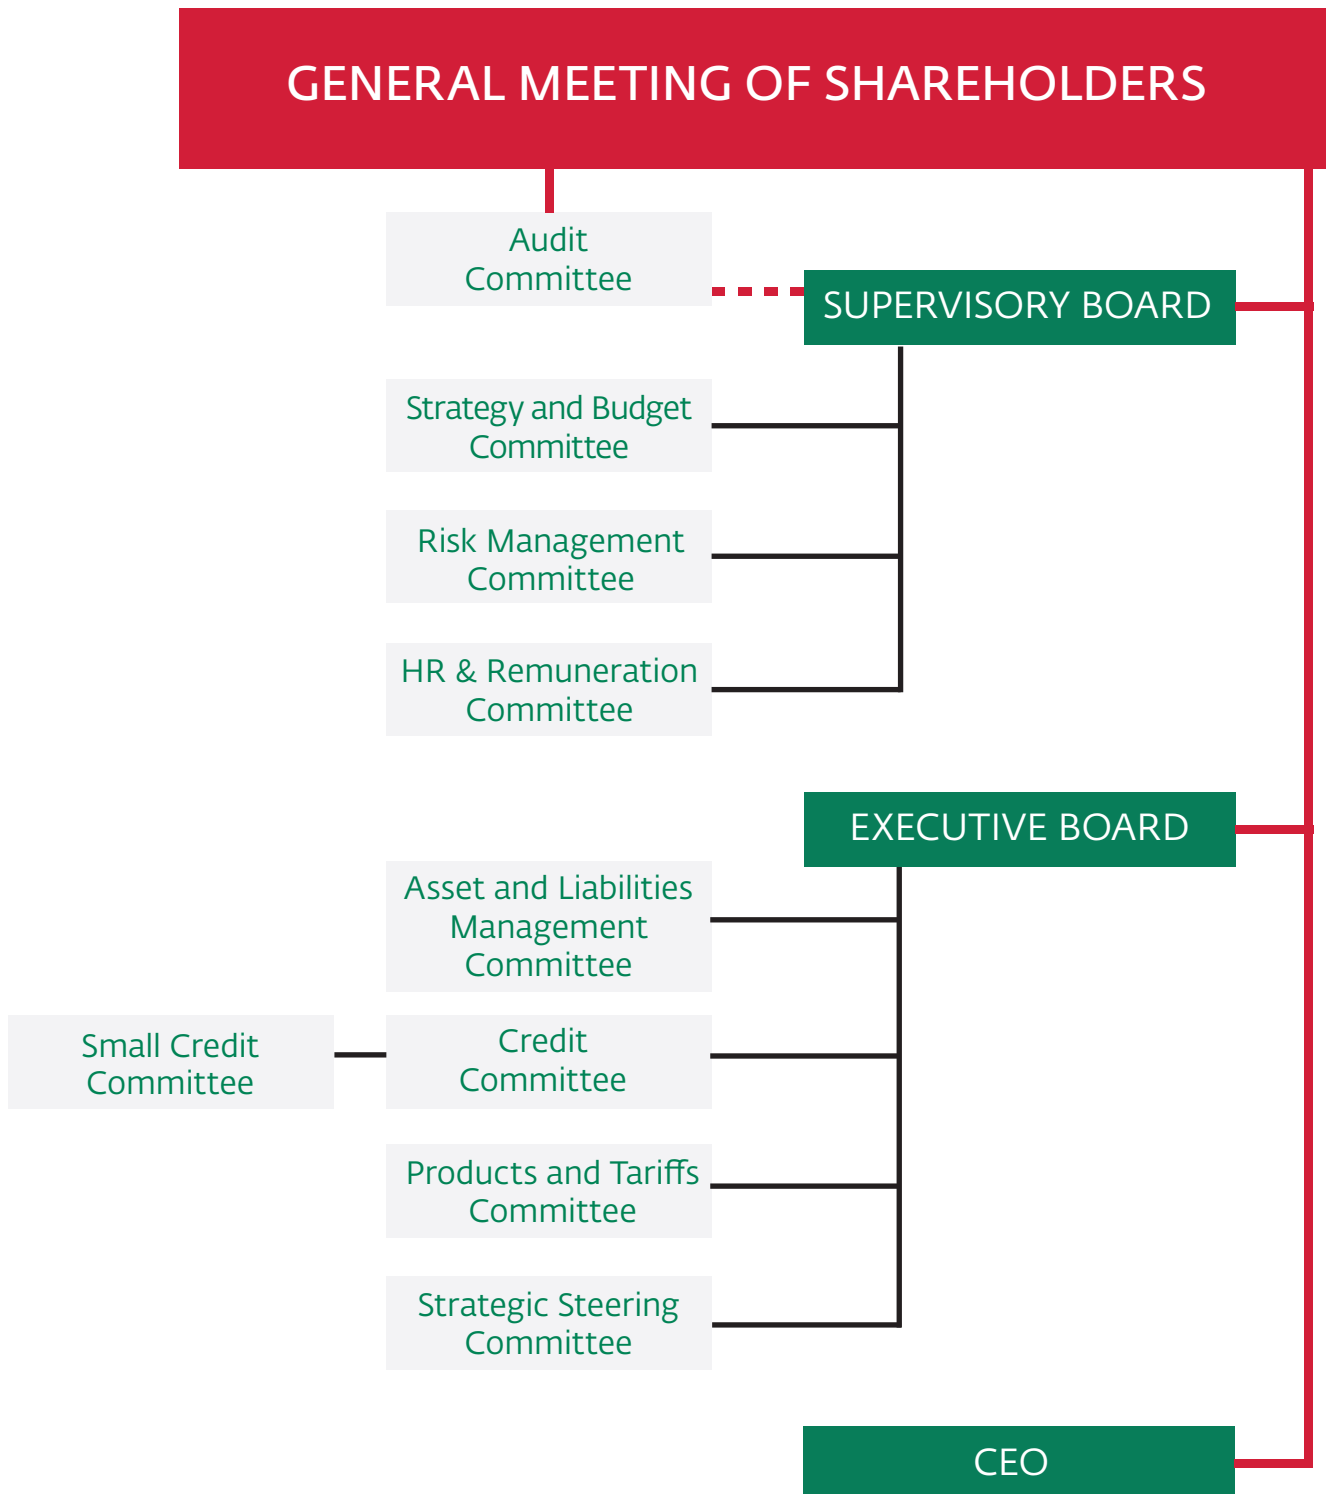 GENERAL MEETING OF SHAREHOLDERS
Audit
Committee
SUPERVISORY BOARD
Strategy and Budget
Committee
Risk Management
Committee
HR & Remuneration
Committee
EXECUTIVE BOARD
Asset and Liabilities
Management
Committee
Small Credit
Committee
Credit
Committee
Products and Tariffs
Committee
Strategic Steering
Committee
CEO